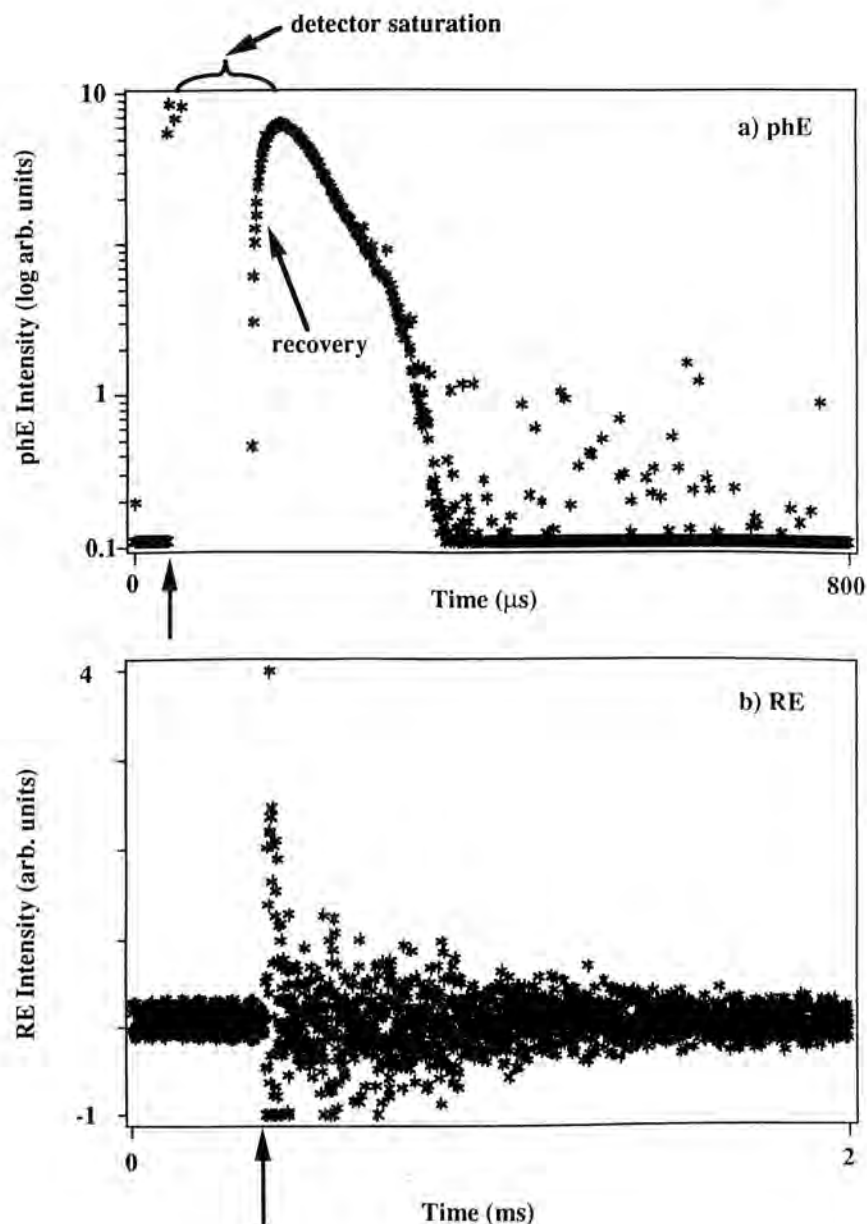 detector saturation
10
a) phE
phE Intensity (log arb. units)
recovery
1
0.1
0
800
Time (µs)
4
b) RE
RE Intensity (arb. units)
-1
0
2
Time (ms)